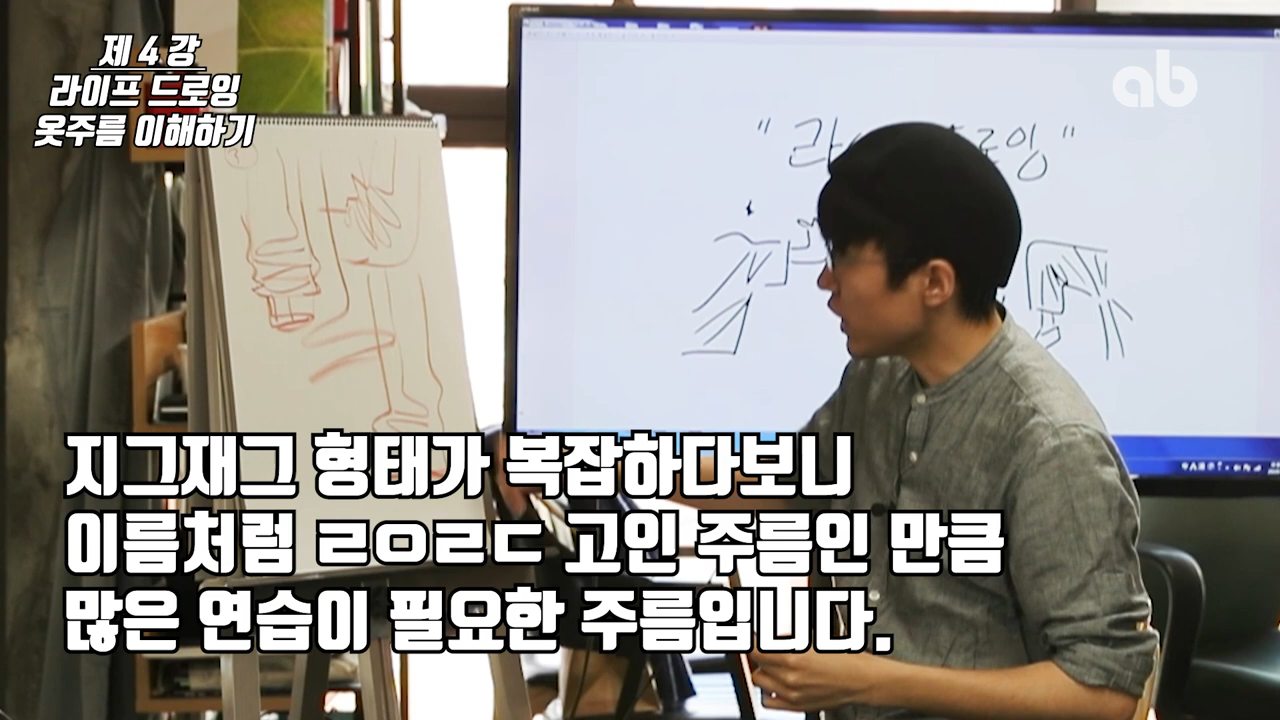 제 4 강
라이프 드로잉
옷주름 이해하기
ab
지그재그 형태가 복잡하다보니
이름처럼 ㄹㅇㄹㄷ 고인 주름인 만큼
많은 연습이 필요한 주름입니다.